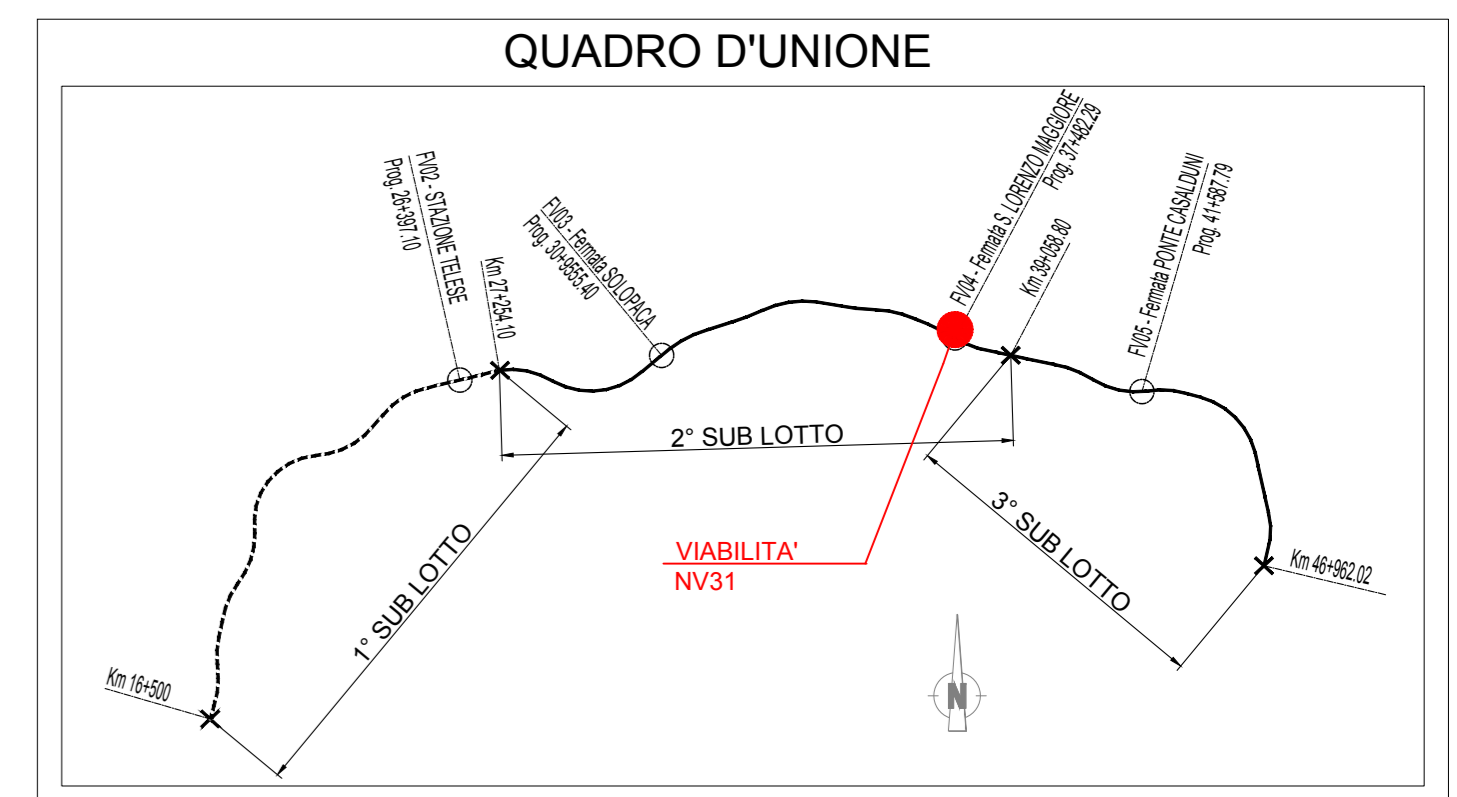 QUADRO D'UNIONE
FV02 - STAZIONE TELESE
Prog. 26+397.10
Km 27+254.10
FV03 - Fermata SOLOPACA
Prog. 30+9555.40
FV04 - Fermata S. LORENZO MAGGIORE
Prog. 37+482.29
Km 39+058.80
FV05 - Fermata PONTE CASALDUNI
Prog. 41+587.79
2° SUB LOTTO
1° SUB LOTTO
3° SUB LOTTO
VIABILITA'
NV31
Km 46+962.02
Km 16+500
N